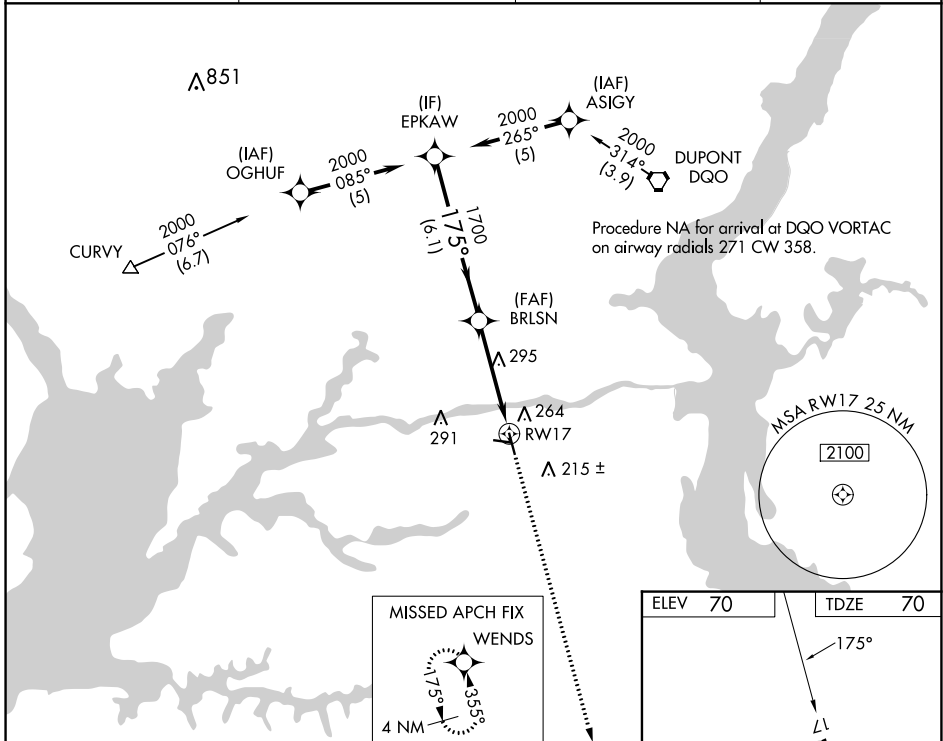 851
(IAF)
ASIGY
(IF)
EPKAW
2000
265°
(5)
2000
314°
(3.9)
DUPONT
DQO
(IAF)
OGHUF
2000
085°
(5)
Procedure NA for arrival at DQO VORTAC
on airway radials 271 CW 358.
CURVY
2000
076°
(6.7)
1700
175°
(6.1)
(FAF)
BRLSN
295
264
291
RW17
215 ±
MSA RW17 25 NM
2100
MISSED APCH FIX
WENDS
175°
355°
4 NM
ELEV 70
TDZE 70
175°
17